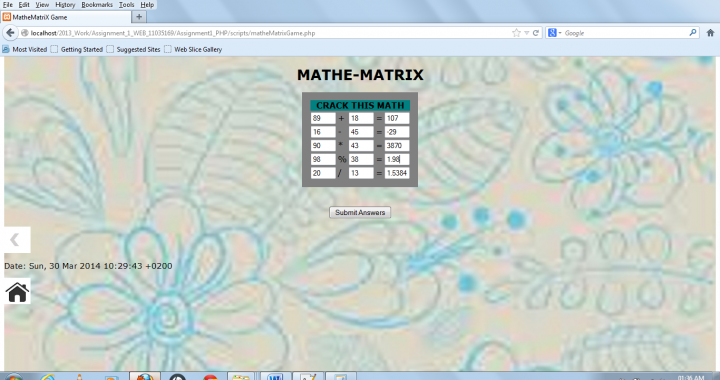 File Edit View History Bookmarks Tools Help
MatheMatriX Game
localhost/2013_Work/Assignment_1_WEB_11035169/Assignment1_PHP/scripts/matheMatrixGame.php
Google
Most Visited Getting Started Suggested Sites Web Slice Gallery
MATHE-MATRIX
CRACK THIS MATH
89 + 18 = 107
16 - 45 = -29
90 * 43 = 3870
98 % 38 = 1.98
20 / 13 = 1.5384
Submit Answers
Date: Sun, 30 Mar 2014 10:29:43 +0200